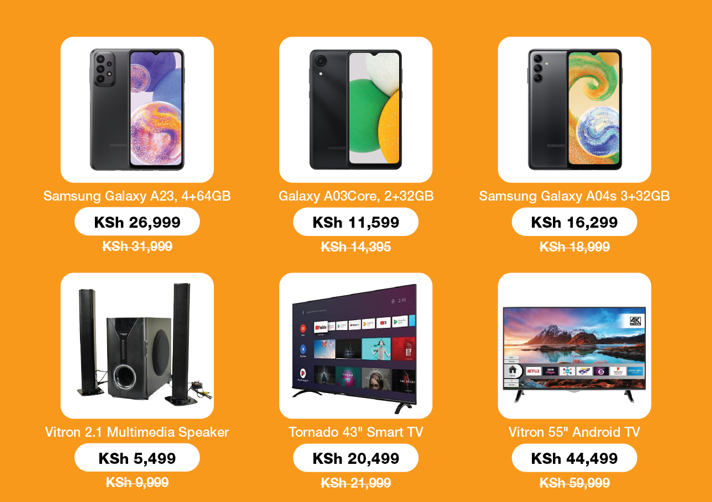 Samsung Galaxy A23, 4+64GB
KSh 26,999
KSh 31,999
Galaxy A03Core, 2+32GB
KSh 11,599
KSh 14,395
Samsung Galaxy A04s 3+32GB
KSh 16,299
KSh 18,999
4K
NETFLIX
Vitron 2.1 Multimedia Speaker
KSh 5,499
KSh 9,999
Tornado 43" Smart TV
KSh 20,499
KSh 21,999
Vitron 55" Android TV
KSh 44,499
KSh 59,999